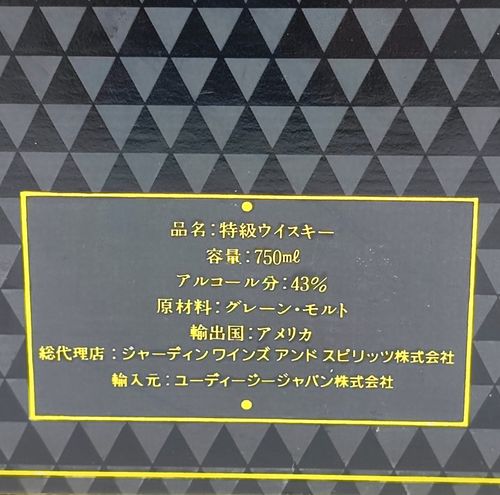 品名：特級ウイスキー
容量：750㎖
アルコール分：43%
原材料：グレーン・モルト
輸出国：アメリカ
総代理店：ジャーディン ワインズ アンド スピリッツ株式会社
輸入元：ユーディージージャパン株式会社